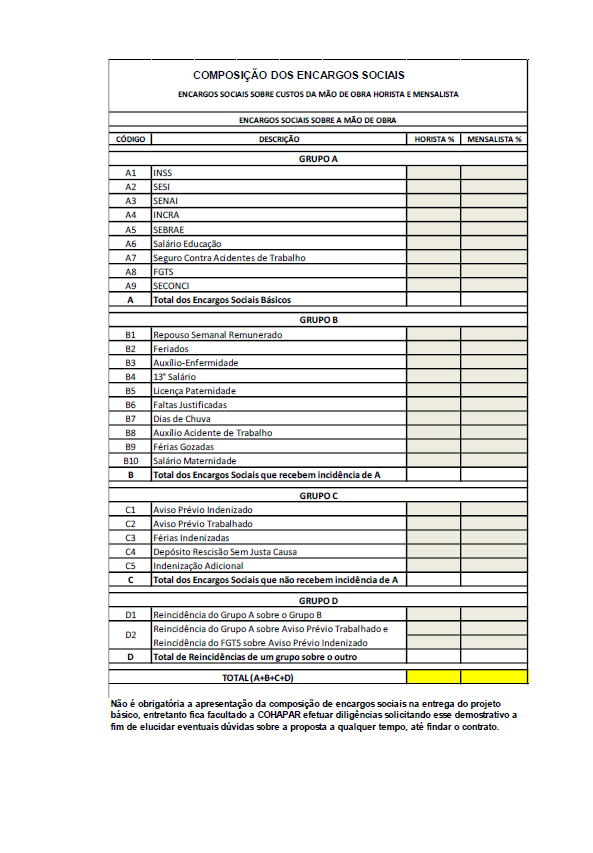 COMPOSIÇÃO DOS ENCARGOS SOCIAIS
ENCARGOS SOCIAIS SOBRE CUSTOS DA MÃO DE OBRA HORISTA E MENSALISTA
ENCARGOS SOCIAIS SOBRE A MÃO DE OBRA
CÓDIGO DESCRIÇÃO HORISTA % MENSALISTA %
GRUPO A
A1 INSS
A2 SESI
A3 SENAI
A4 INCRA
A5 SEBRAE
A6 Salário Educação
A7 Seguro Contra Acidentes de Trabalho
A8 FGTS
A9 SECONCI
A Total dos Encargos Sociais Básicos
GRUPO B
B1 Repouso Semanal Remunerado
B2 Feriados
B3 Auxílio-Enfermidade
B4 13° Salário
B5 Licença Paternidade
B6 Faltas Justificadas
B7 Dias de Chuva
B8 Auxílio Acidente de Trabalho
B9 Férias Gozadas
B10 Salário Maternidade
B Total dos Encargos Sociais que recebem incidência de A
GRUPO C
C1 Aviso Prévio Indenizado
C2 Aviso Prévio Trabalhado
C3 Férias Indenizadas
C4 Depósito Rescisão Sem Justa Causa
C5 Indenização Adicional
C Total dos Encargos Sociais que não recebem incidência de A
GRUPO D
D1 Reincidência do Grupo A sobre o Grupo B
D2 Reincidência do Grupo A sobre Aviso Prévio Trabalhado e
Reincidência do FGTS sobre Aviso Prévio Indenizado
D Total de Reincidências de um grupo sobre o outro
TOTAL (A+B+C+D)
Não é obrigatória a apresentação da composição de encargos sociais na entrega do projeto
básico, entretanto fica facultado a COHAPAR efetuar diligências solicitando esse demostrativo a
fim de elucidar eventuais dúvidas sobre a proposta a qualquer tempo, até findar o contrato.